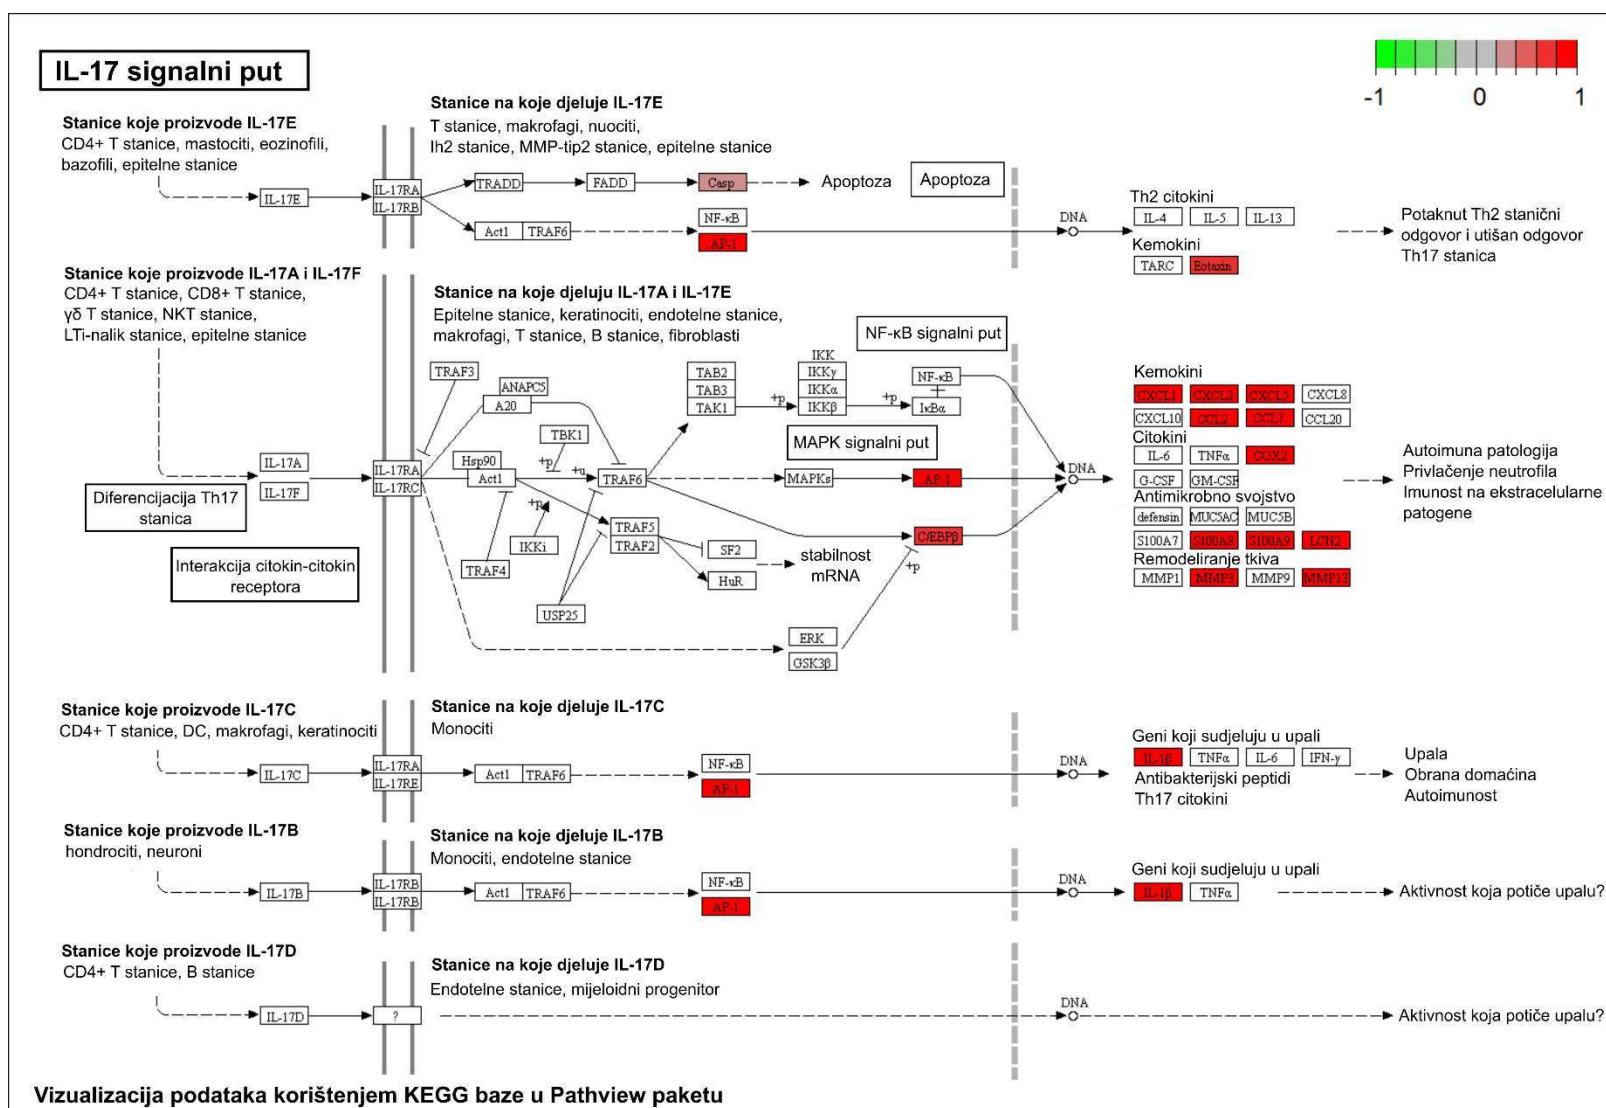 IL-17 signalni put
-1 0 1
Stanice koje proizvode IL-17E
CD4+ T stanice, mastociti, eozinofili,
bazofili, epitelne stanice
IL-17E
IL-17RA
IL-17RB
Stanice na koje djeluje IL-17E
T stanice, makrofagi, nuociti,
Ih2 stanice, MMP-tip2 stanice, epitelne stanice
TRADD
FADD
Casp
Apoptoza
Apoptoza
Act1
TRAF6
NF-κB
AP-1
DNA
Th2 citokini
IL-4
IL-5
IL-13
Kemokini
TARC
Eotaxin
Potaknut Th2 stanični
odgovor i utišan odgovor
Th17 stanica
Stanice koje proizvode IL-17A i IL-17F
CD4+ T stanice, CD8+ T stanice,
γδ T stanice, NKT stanice,
LTi-nalik stanice, epitelne stanice
IL-17A
IL-17F
Diferencijacija Th17
stanica
Interakcija citokin-citokin
receptora
IL-17RA
IL-17RC
Stanice na koje djeluju IL-17A i IL-17E
Epitelne stanice, keratinociti, endotelne stanice,
makrofagi, T stanice, B stanice, fibroblasti
NF-κB signalni put
TRAF3
ANAPC5
A20
TBK1
Hsp90
Act1
+p
+u
TRAF6
+p
IKKi
TRAF4
TRAF5
TRAF2
USP25
SF2
HuR
stabilnost
mRNA
TAB2
TAB3
TAK1
+p
IKK
IKKγ
IKKα
IKKβ
+p
NF-κB
IκBα
MAPK signalni put
MAPKs
AP-1
C/EBPβ
+p
ERK
GSK3β
DNA
Kemokini
CXCL1
CXCL2
CXCL5
CXCL8
CXCL10
CCL2
CCL7
CCL20
Citokini
IL-6
TNFα
COX2
G-CSF
GM-CSF
Antimikrobno svojstvo
defensin
MUC5AC
MUC5B
S100A7
S100A8
S100A9
LCN2
Remodeliranje tkiva
MMP1
MMP3
MMP9
MMP13
Autoimuna patologija
Privlačenje neutrofila
Imunost na ekstracelularne
patogene
Stanice koje proizvode IL-17C
CD4+ T stanice, DC, makrofagi, keratinociti
IL-17C
IL-17RA
IL-17RE
Stanice na koje djeluje IL-17C
Monociti
Act1
TRAF6
NF-κB
AP-1
DNA
Geni koji sudjeluju u upali
IL-1β
TNFα
IL-6
IFN-γ
Antibakterijski peptidi
Th17 citokini
Upala
Obrana domaćina
Autoimunost
Stanice koje proizvode IL-17B
hondrociti, neuroni
IL-17B
IL-17RB
IL-17RB
Stanice na koje djeluje IL-17B
Monociti, endotelne stanice
Act1
TRAF6
NF-κB
AP-1
DNA
Geni koji sudjeluju u upali
IL-1β
TNFα
Aktivnost koja potiče upalu?
Stanice koje proizvode IL-17D
CD4+ T stanice, B stanice
IL-17D
?
Stanice na koje djeluje IL-17D
Endotelne stanice, mijeloidni progenitor
DNA
Aktivnost koja potiče upalu?
Vizualizacija podataka korištenjem KEGG baze u Pathview paketu